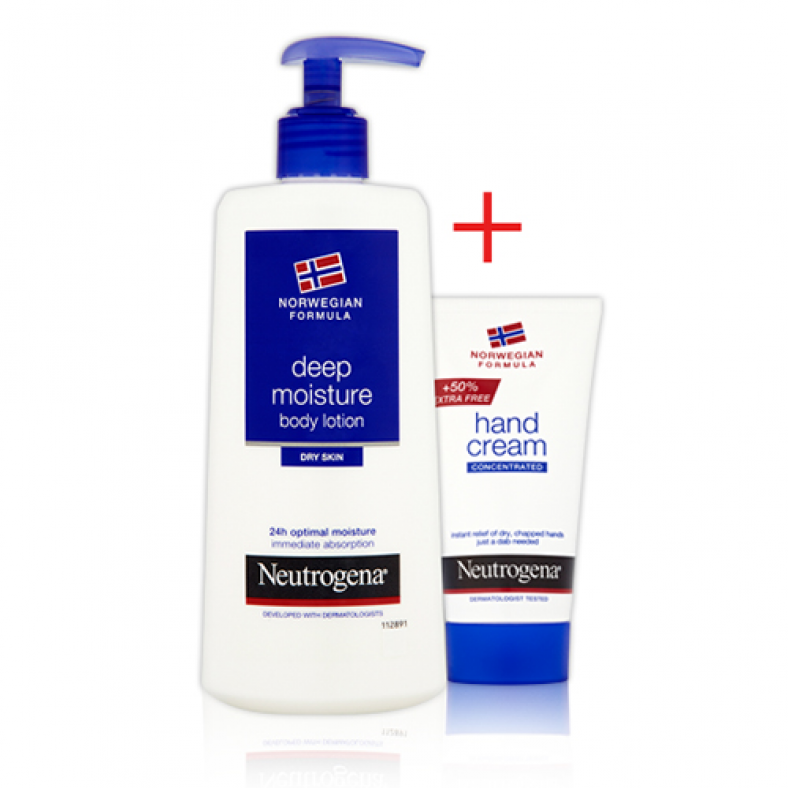 NORWEGIAN
FORMULA
deep
moisture
body lotion
DRY SKIN
24h optimal moisture
immediate absorption
Neutrogena®
DEVELOPED WITH DERMATOLOGISTS
112891
+
NORWEGIAN
FORMULA
+50%
EXTRA FREE
hand
cream
CONCENTRATED
instant relief of dry, chapped hands
just a dab needed
Neutrogena®
DERMATOLOGIST TESTED